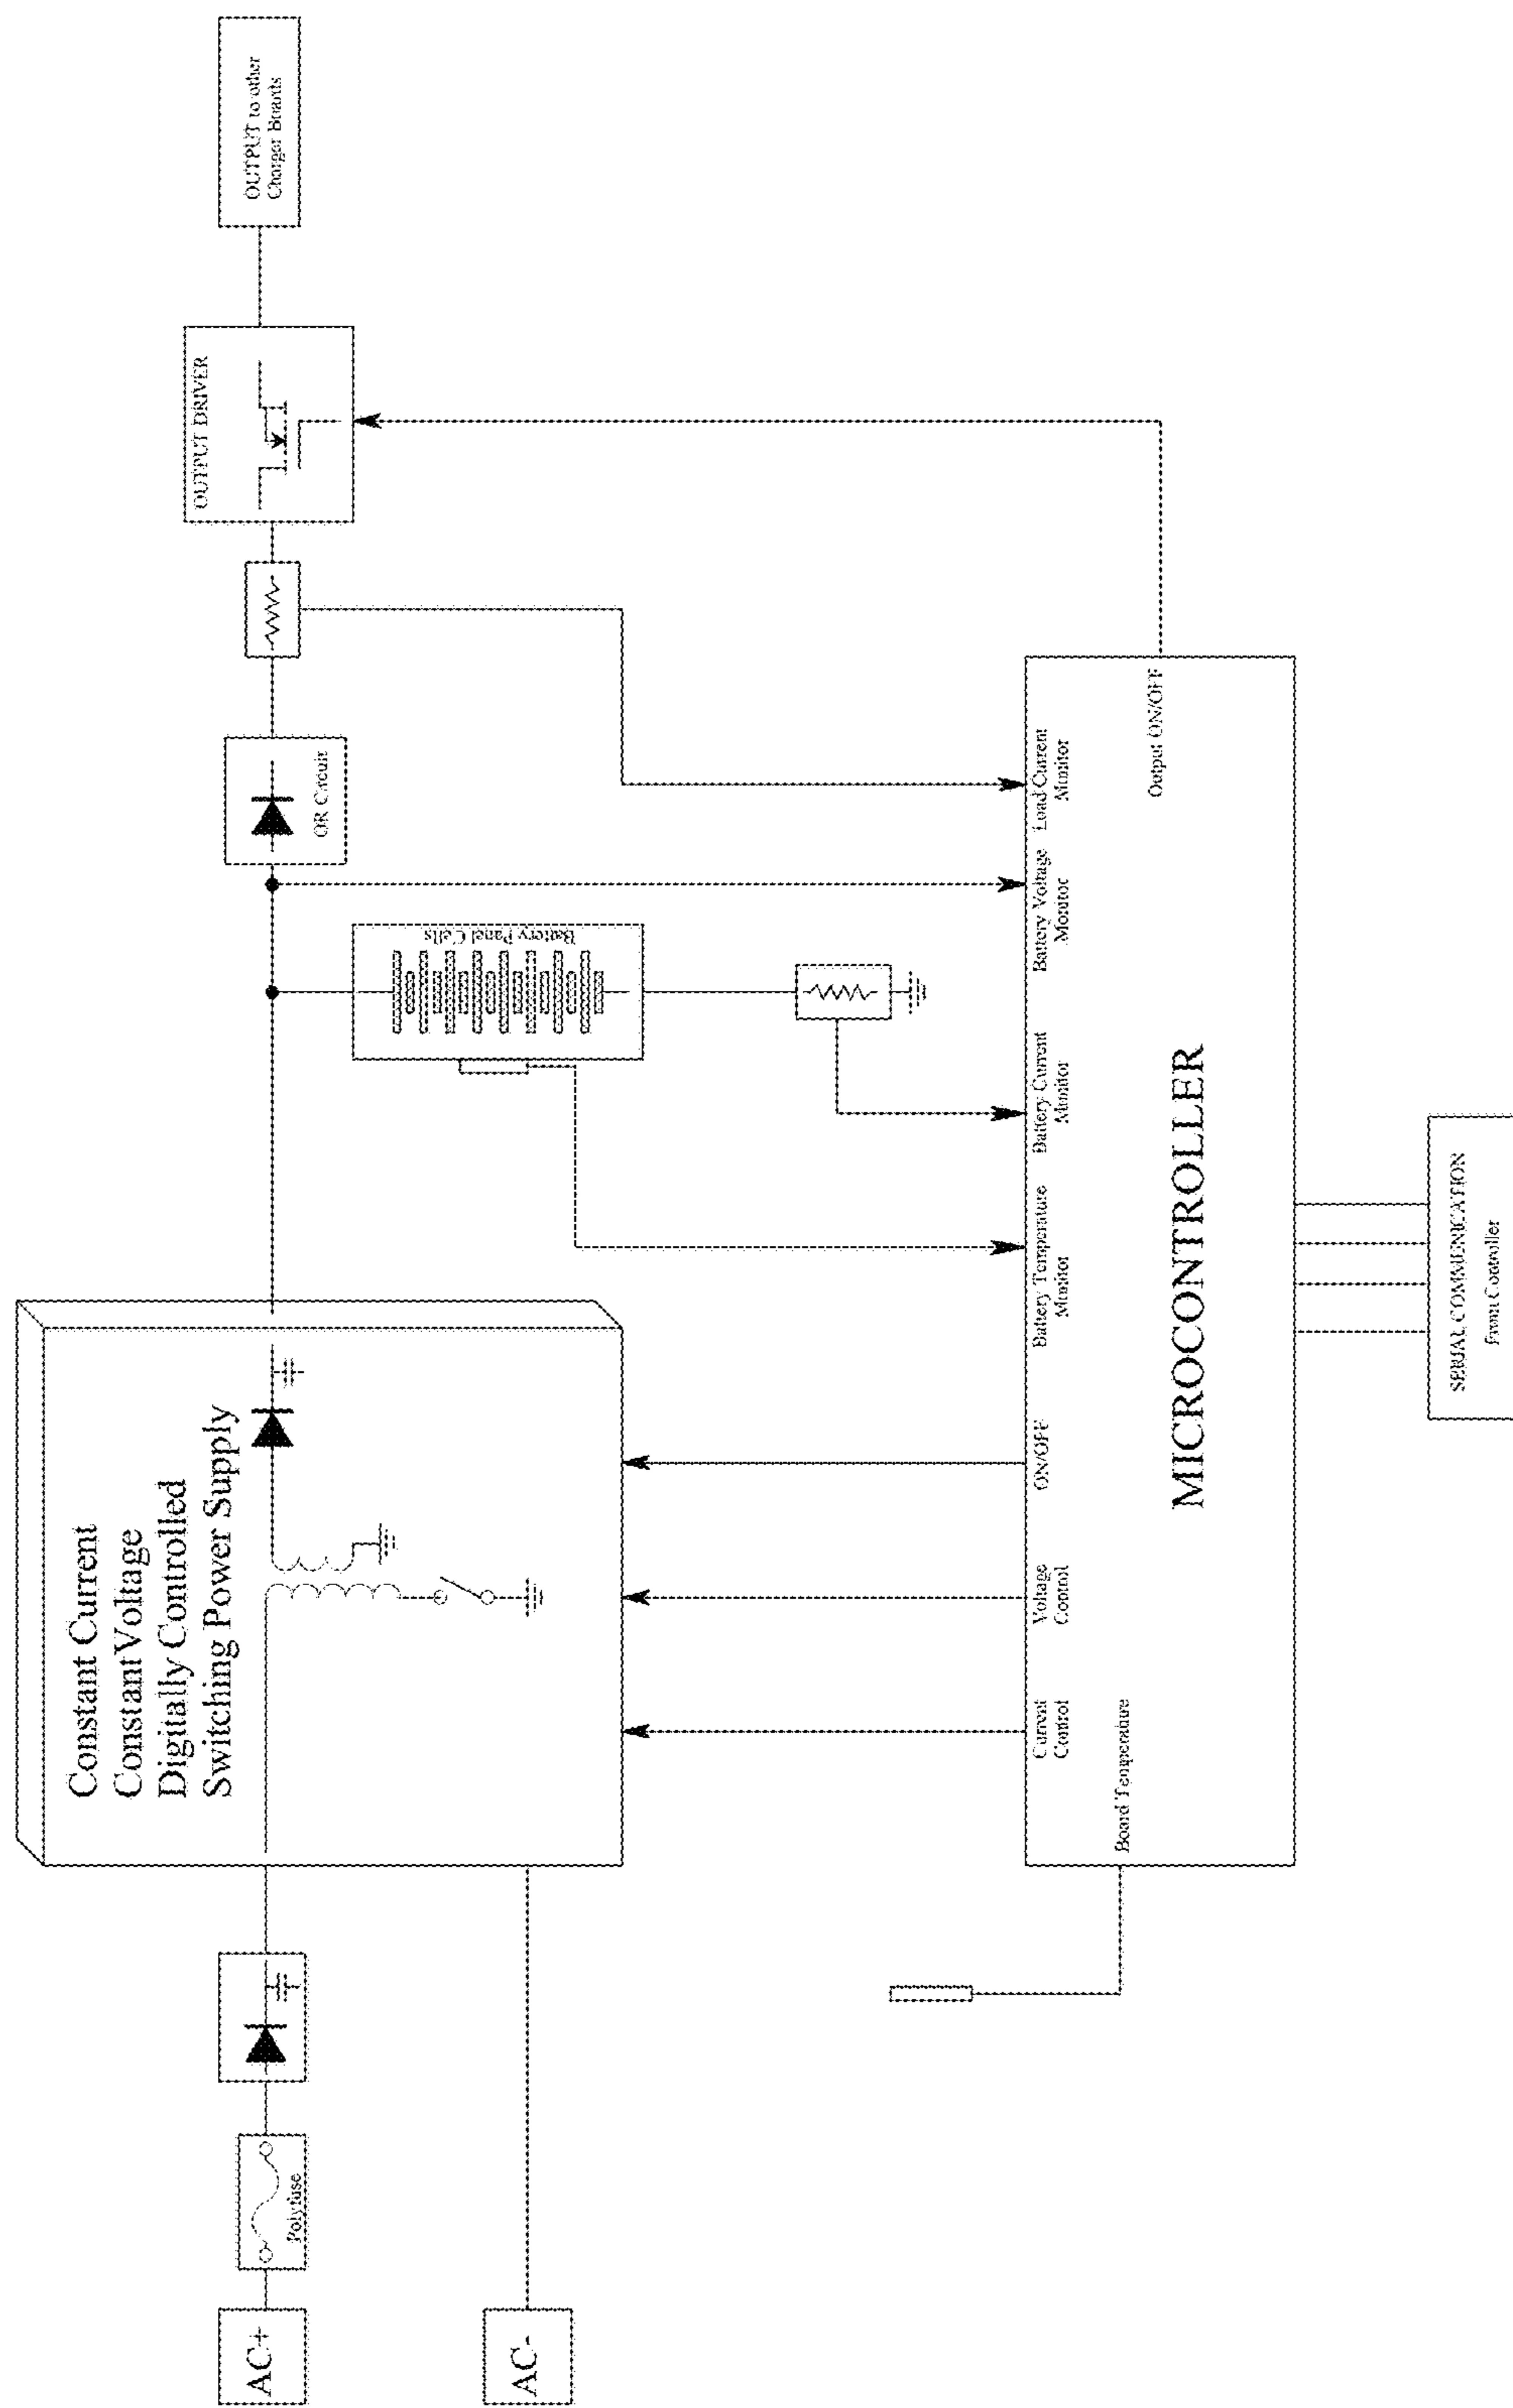 Constant Current
Constant Voltage
Digitally Controlled
Switching Power Supply
AC+
Polyfuse
AC-
OR Circuit
OUTPUT DRIVER
OUTPUT to other
Charger Boards
Battery Panel Cells
Current
Control
Voltage
Control
ON/OFF
Battery Temperature
Monitor
Battery Current
Monitor
Battery Voltage
Monitor
Load Current
Monitor
Board Temperature
Output ON/OFF
MICROCONTROLLER
SERIAL COMMUNICATION
from Controller